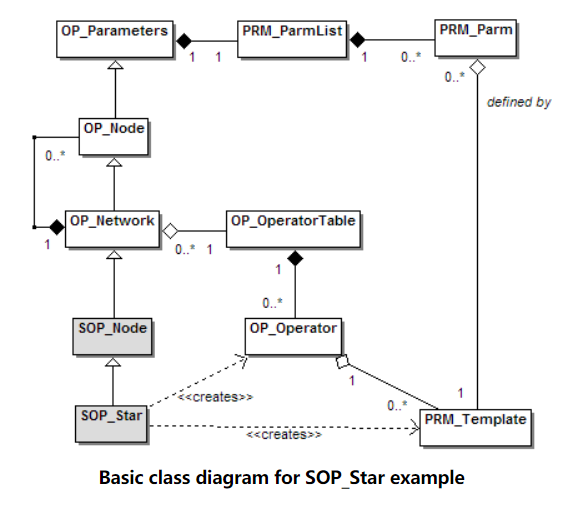 OP_Parameters
PRM_ParmList
PRM_Parm
1
1
1
0..*
0..*
defined by
OP_Node
0..*
OP_Network
OP_OperatorTable
1
0..*
1
1
0..*
SOP_Node
OP_Operator
1
1
<<creates>>
0..*
SOP_Star
PRM_Template
<<creates>>
Basic class diagram for SOP_Star example